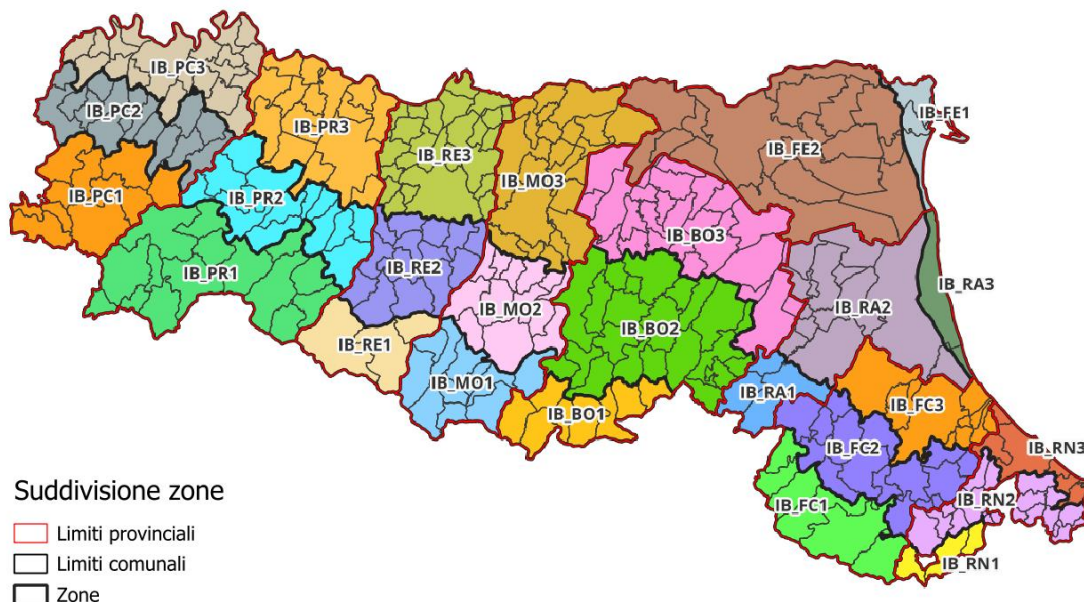 IB_PC3
IB_PC2
IB_PC1
IB_PR3
IB_PR2
IB_PR1
IB_RE3
IB_RE2
IB_RE1
IB_MO3
IB_MO2
IB_MO1
IB_BO3
IB_BO2
IB_BO1
IB_FE1
IB_FE2
IB_RA3
IB_RA2
IB_RA1
IB_FC3
IB_FC2
IB_FC1
IB_RN3
IB_RN2
IB_RN1
Suddivisione zone
Limiti provinciali
Limiti comunali
Zone